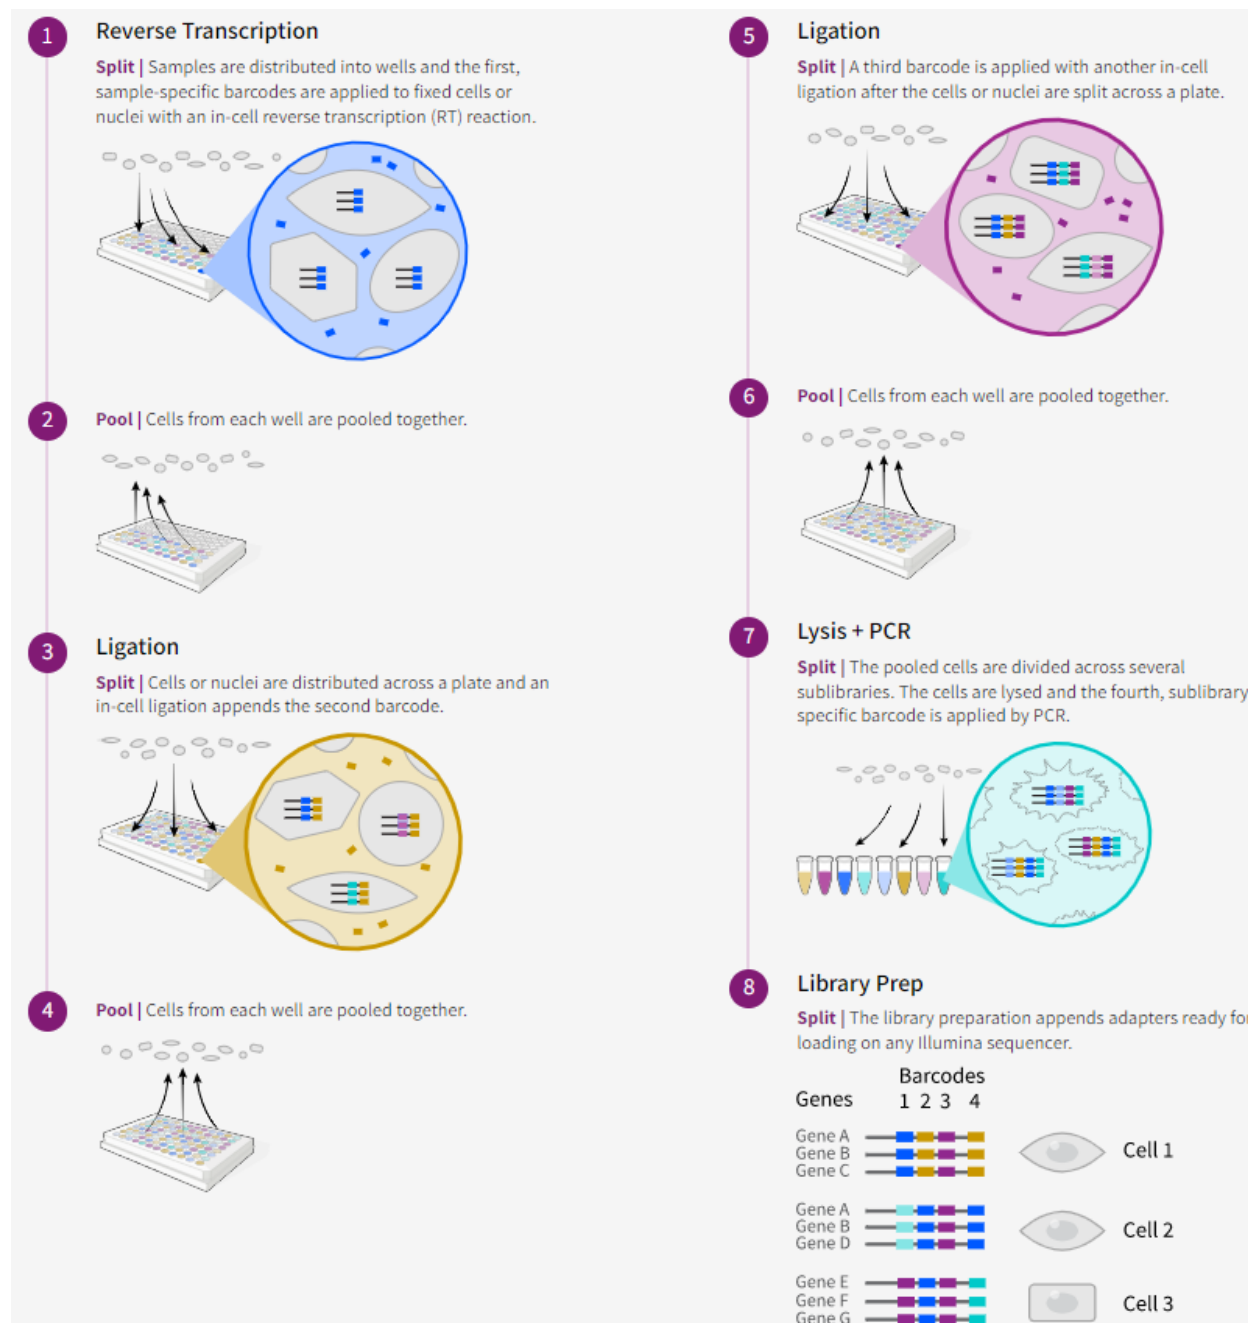 1
Reverse Transcription
Split | Samples are distributed into wells and the first,
sample-specific barcodes are applied to fixed cells or
nuclei with an in-cell reverse transcription (RT) reaction.
2
Pool | Cells from each well are pooled together.
3
Ligation
Split | Cells or nuclei are distributed across a plate and an
in-cell ligation appends the second barcode.
4
Pool | Cells from each well are pooled together.
5
Ligation
Split | A third barcode is applied with another in-cell
ligation after the cells or nuclei are split across a plate.
6
Pool | Cells from each well are pooled together.
7
Lysis + PCR
Split | The pooled cells are divided across several
sublibraries. The cells are lysed and the fourth, sublibrary
specific barcode is applied by PCR.
8
Library Prep
Split | The library preparation appends adapters ready for
loading on any Illumina sequencer.
Barcodes
Genes 1 2 3 4
Gene A
Gene B Cell 1
Gene C
Gene A
Gene B Cell 2
Gene D
Gene E
Gene F Cell 3
Gene G